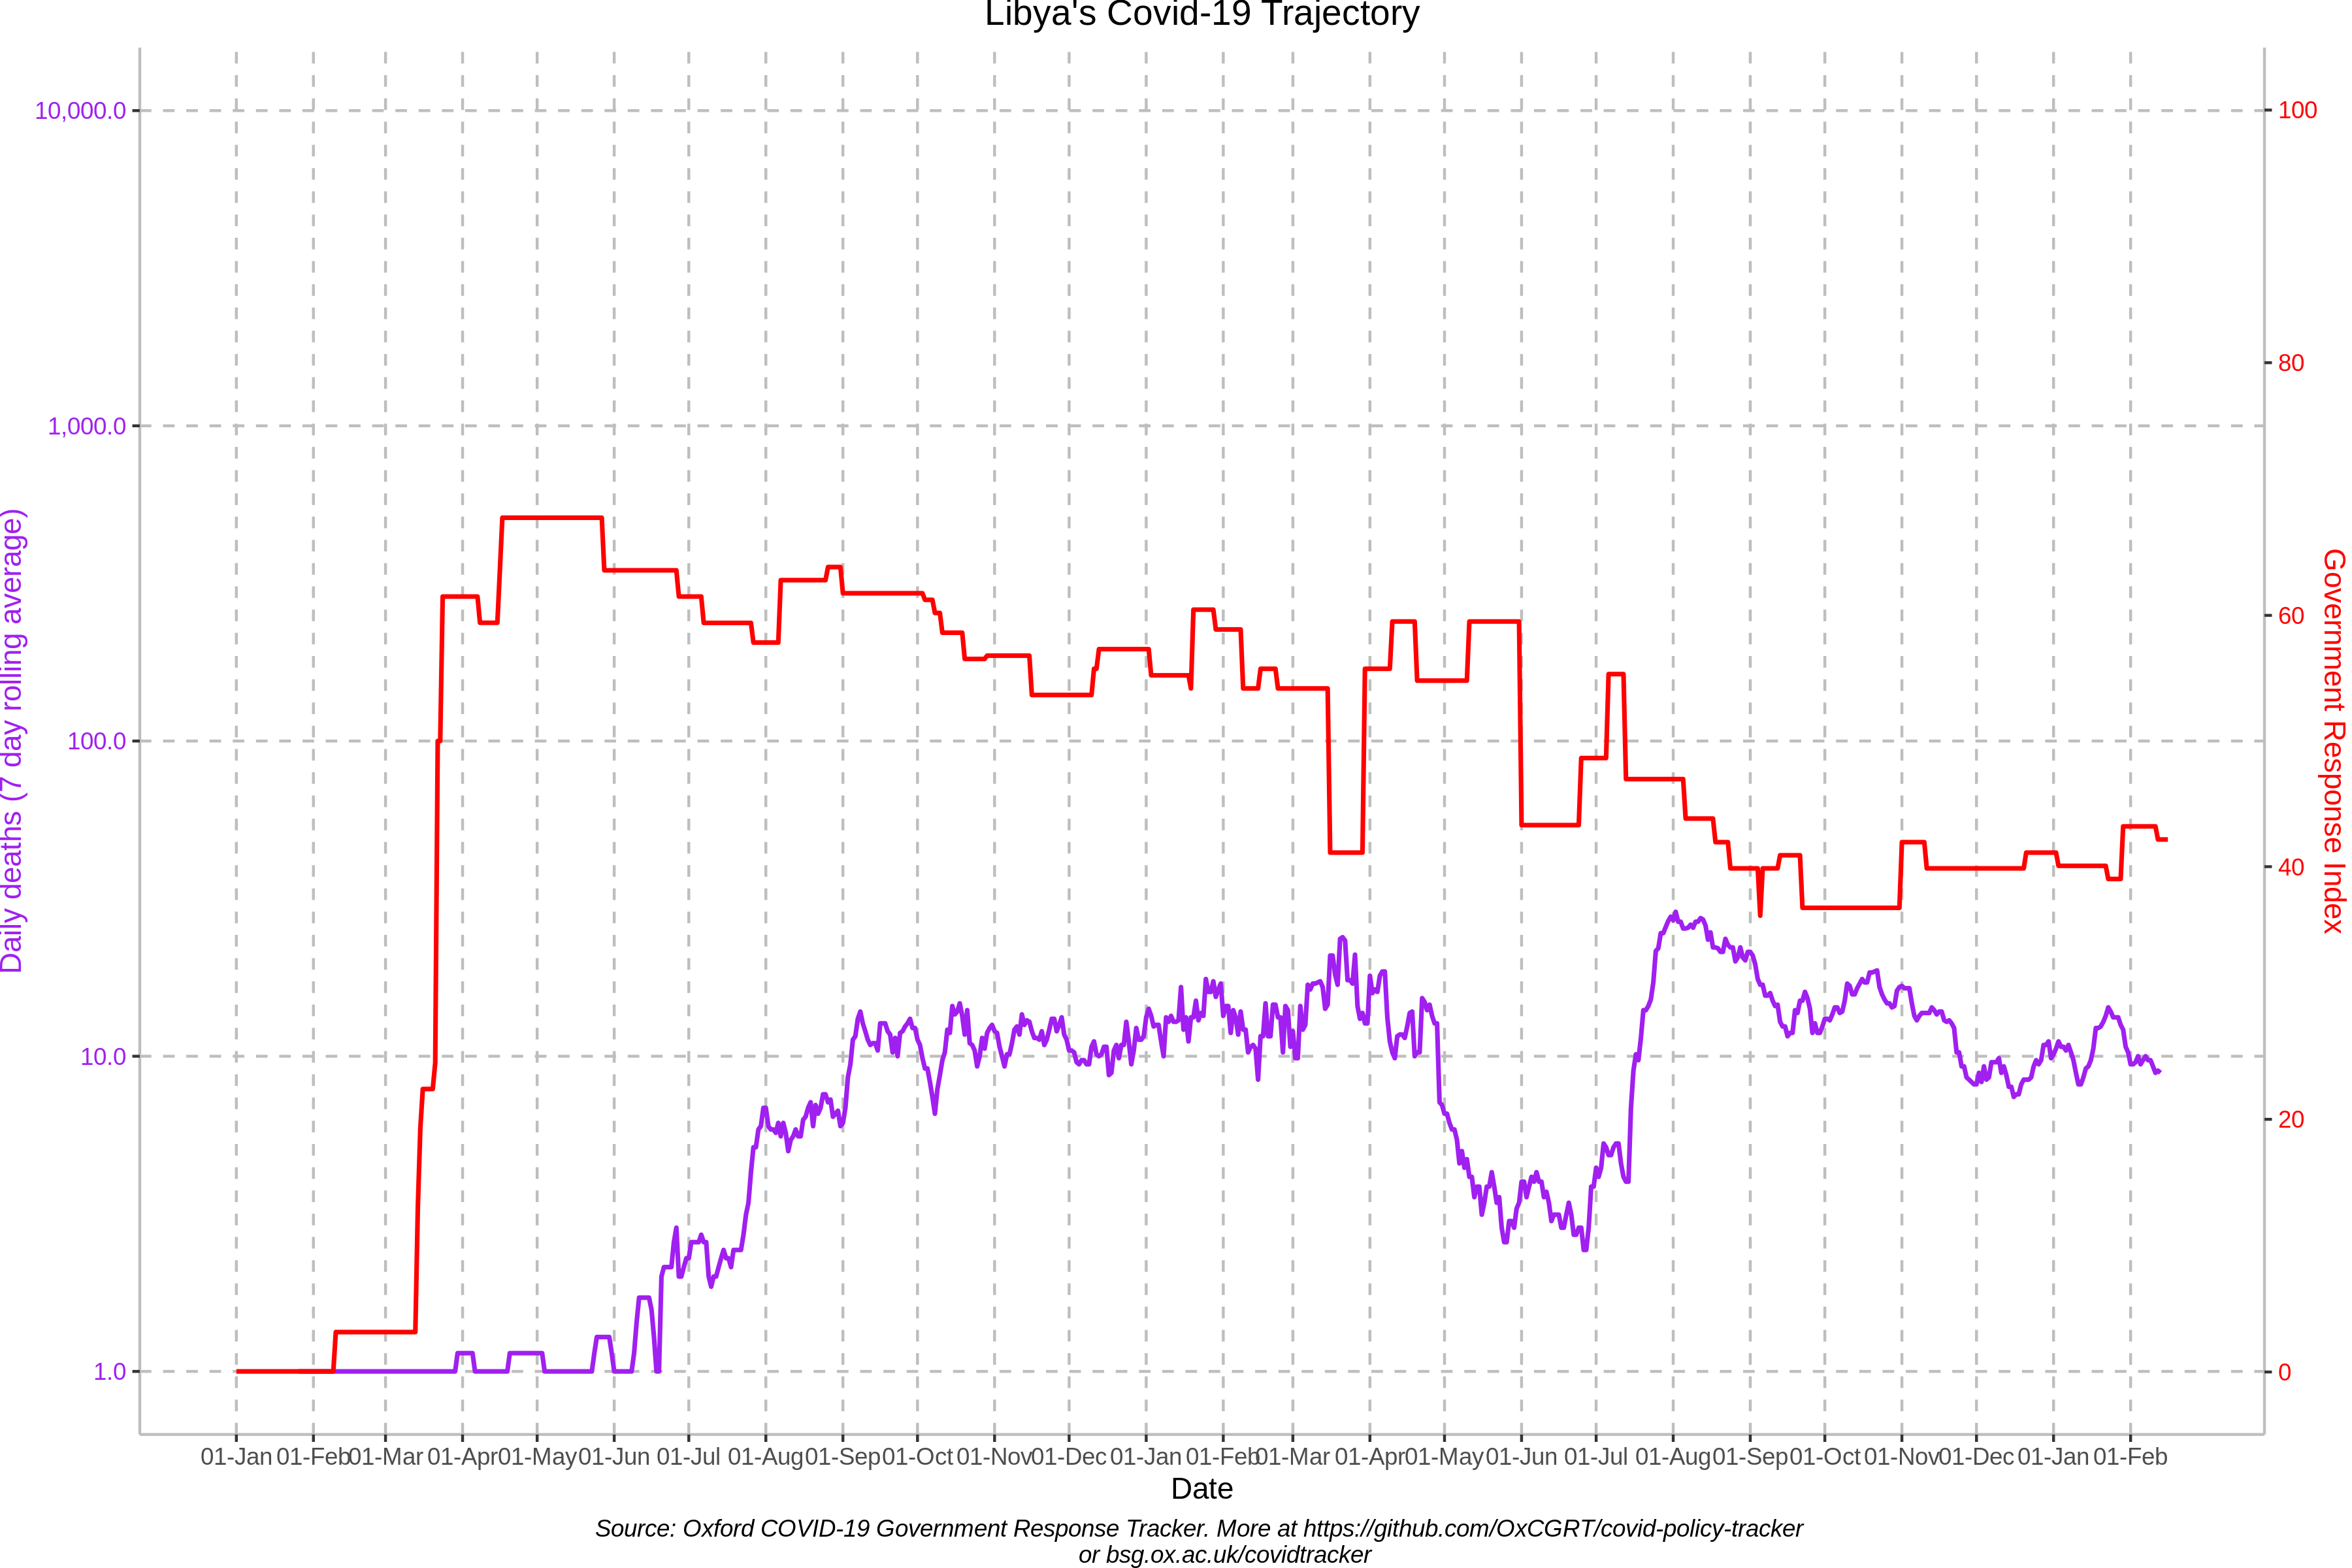 Libya's Covid-19 Trajectory
10,000.0
1,000.0
100.0
10.0
1.0
Daily deaths (7 day rolling average)
100
80
60
40
20
0
Government Response Index
01-Jan 01-Feb 01-Mar 01-Apr 01-May 01-Jun 01-Jul 01-Aug 01-Sep 01-Oct 01-Nov 01-Dec 01-Jan 01-Feb 01-Mar 01-Apr 01-May 01-Jun 01-Jul 01-Aug 01-Sep 01-Oct 01-Nov 01-Dec 01-Jan 01-Feb
Date
Source: Oxford COVID-19 Government Response Tracker. More at https://github.com/OxCGRT/covid-policy-tracker
or bsg.ox.ac.uk/covidtracker